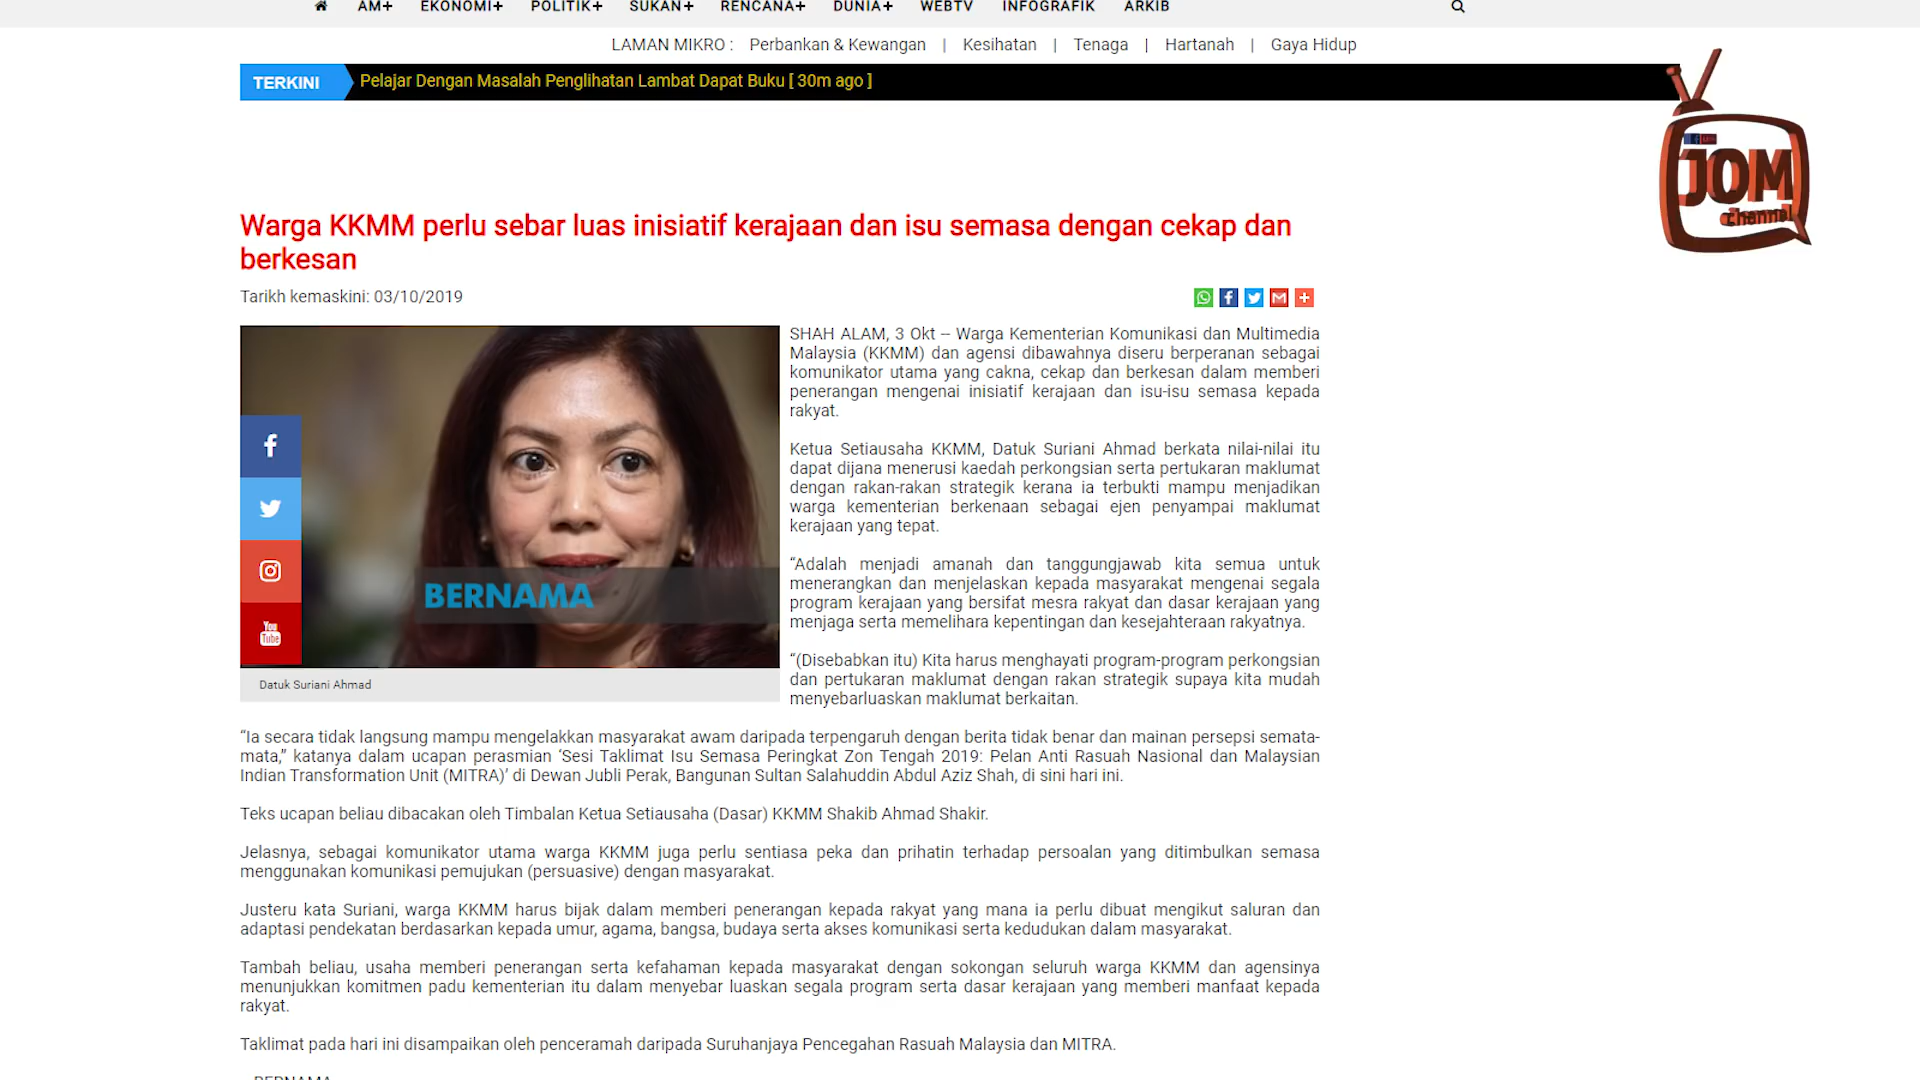 AM+ EKONOMI+ POLITIK+ SUKAN+ RENCANA+ DUNIA+ WEBTV INFOGRAFIK ARKIB
LAMAN MIKRO : Perbankan & Kewangan | Kesihatan | Tenaga | Hartanah | Gaya Hidup
TERKINI Pelajar Dengan Masalah Penglihatan Lambat Dapat Buku [ 30m ago ]
JOM
channel
Warga KKMM perlu sebar luas inisiatif kerajaan dan isu semasa dengan cekap dan
berkesan
Tarikh kemaskini: 03/10/2019
SHAH ALAM, 3 Okt -- Warga Kementerian Komunikasi dan Multimedia
Malaysia (KKMM) dan agensi dibawahnya diseru berperanan sebagai
komunikator utama yang cakna, cekap dan berkesan dalam memberi
penerangan mengenai inisiatif kerajaan dan isu-isu semasa kepada
rakyat.
Ketua Setiausaha KKMM, Datuk Suriani Ahmad berkata nilai-nilai itu
dapat dijana menerusi kaedah perkongsian serta pertukaran maklumat
dengan rakan-rakan strategik kerana ia terbukti mampu menjadikan
warga kementerian berkenaan sebagai ejen penyampai maklumat
kerajaan yang tepat.
“Adalah menjadi amanah dan tanggungjawab kita semua untuk
menerangkan dan menjelaskan kepada masyarakat mengenai segala
program kerajaan yang bersifat mesra rakyat dan dasar kerajaan yang
menjaga serta memelihara kepentingan dan kesejahteraan rakyatnya.
“(Disebabkan itu) Kita harus menghayati program-program perkongsian
dan pertukaran maklumat dengan rakan strategik supaya kita mudah
menyebarluaskan maklumat berkaitan.
BERNAMA
You
Tube
Datuk Suriani Ahmad
“Ia secara tidak langsung mampu mengelakkan masyarakat awam daripada terpengaruh dengan berita tidak benar dan mainan persepsi semata-
mata,” katanya dalam ucapan perasmian ‘Sesi Taklimat Isu Semasa Peringkat Zon Tengah 2019: Pelan Anti Rasuah Nasional dan Malaysian
Indian Transformation Unit (MITRA)’ di Dewan Jubli Perak, Bangunan Sultan Salahuddin Abdul Aziz Shah, di sini hari ini.
Teks ucapan beliau dibacakan oleh Timbalan Ketua Setiausaha (Dasar) KKMM Shakib Ahmad Shakir.
Jelasnya, sebagai komunikator utama warga KKMM juga perlu sentiasa peka dan prihatin terhadap persoalan yang ditimbulkan semasa
menggunakan komunikasi pemujukan (persuasive) dengan masyarakat.
Justeru kata Suriani, warga KKMM harus bijak dalam memberi penerangan kepada rakyat yang mana ia perlu dibuat mengikut saluran dan
adaptasi pendekatan berdasarkan kepada umur, agama, bangsa, budaya serta akses komunikasi serta kedudukan dalam masyarakat.
Tambah beliau, usaha memberi penerangan serta kefahaman kepada masyarakat dengan sokongan seluruh warga KKMM dan agensinya
menunjukkan komitmen padu kementerian itu dalam menyebar luaskan segala program serta dasar kerajaan yang memberi manfaat kepada
rakyat.
Taklimat pada hari ini disampaikan oleh penceramah daripada Suruhanjaya Pencegahan Rasuah Malaysia dan MITRA.
-- BERNAMA